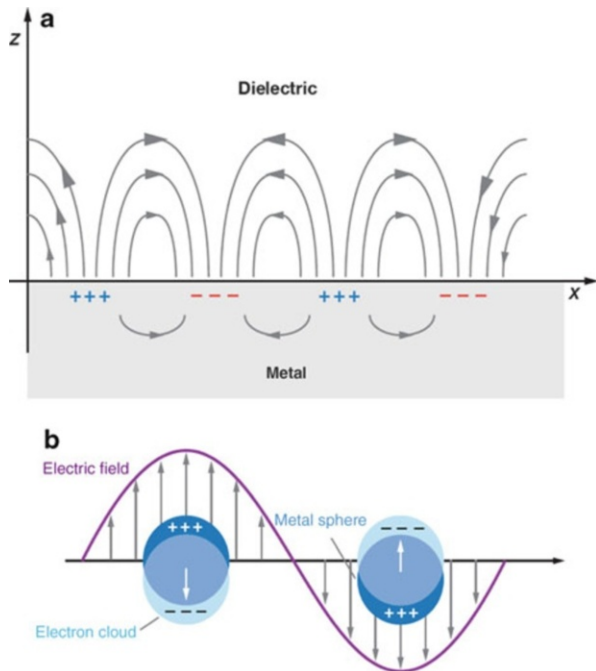 a
z
Dielectric
+++ --- +++ ---
x
Metal
b
Electric field
Metal sphere
+++
---
---
+++
Electron cloud